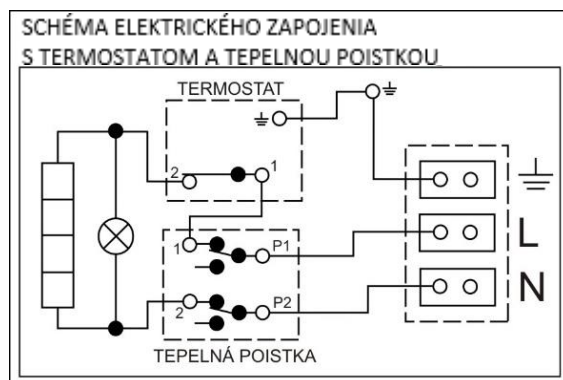 SCHÉMA ELEKTRICKÉHO ZAPOJENIA
S TERMOSTATOM A TEPELNOU POISTKOU
TERMOSTAT
2
1
1
P1
L
2
P2
N
TEPELNÁ POISTKA